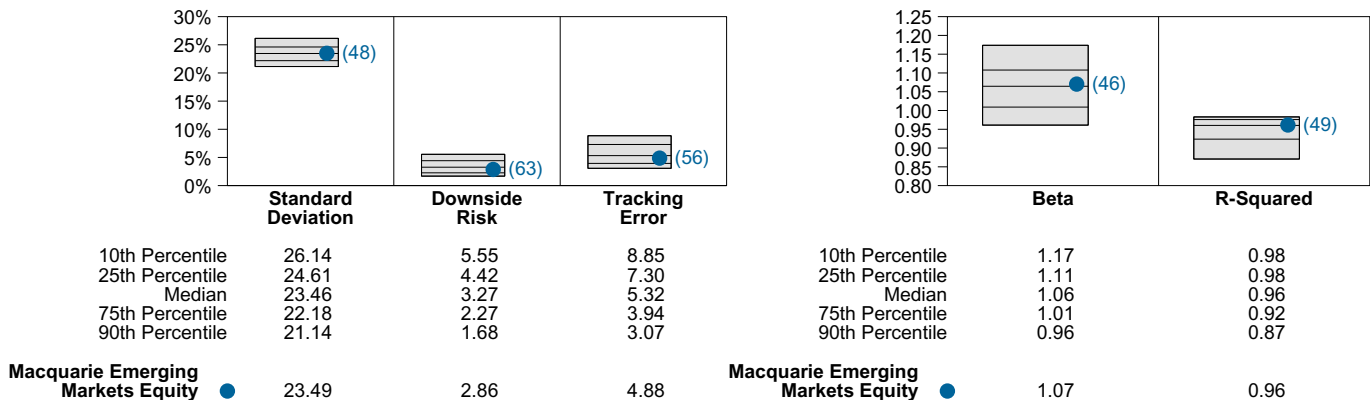 30%
25%
20%
15%
10%
5%
0%
(48)
(63)
(56)
Standard
Deviation
Downside
Risk
Tracking
Error
10th Percentile 26.14 5.55 8.85
25th Percentile 24.61 4.42 7.30
Median 23.46 3.27 5.32
75th Percentile 22.18 2.27 3.94
90th Percentile 21.14 1.68 3.07
Macquarie Emerging
Markets Equity 23.49 2.86 4.88
1.25
1.20
1.15
1.10
1.05
1.00
0.95
0.90
0.85
0.80
(46)
(49)
Beta R-Squared
10th Percentile 1.17 0.98
25th Percentile 1.11 0.98
Median 1.06 0.96
75th Percentile 1.01 0.92
90th Percentile 0.96 0.87
Macquarie Emerging
Markets Equity 1.07 0.96